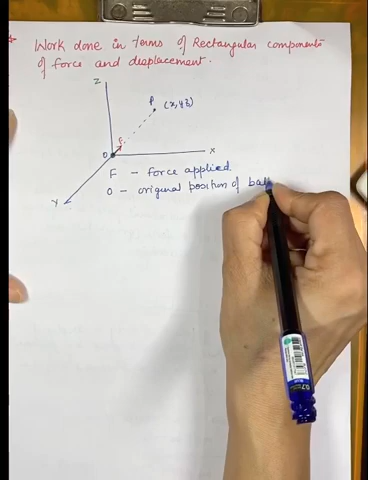 Work done in terms of Rectangular components
of force and displacement.
Z
P (x,y,z)
F
O
X
Y
F - force applied
O - original position of ball